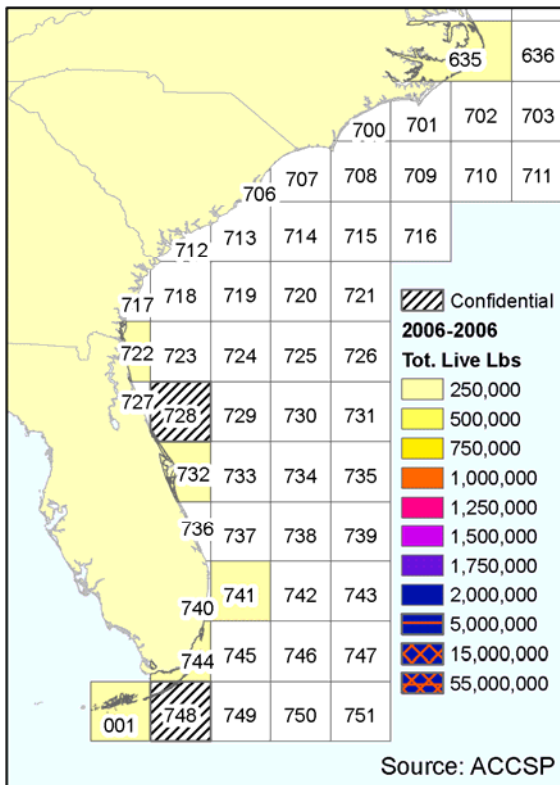 635 636
700 701 702 703
706 707 708 709 710 711
712 713 714 715 716
717 718 719 720 721
722 723 724 725 726
727 728 729 730 731
732 733 734 735
736 737 738 739
740 741 742 743
744 745 746 747
001 748 749 750 751
Confidential
2006-2006
Tot. Live Lbs
250,000
500,000
750,000
1,000,000
1,250,000
1,500,000
1,750,000
2,000,000
5,000,000
15,000,000
55,000,000
Source: ACCSP